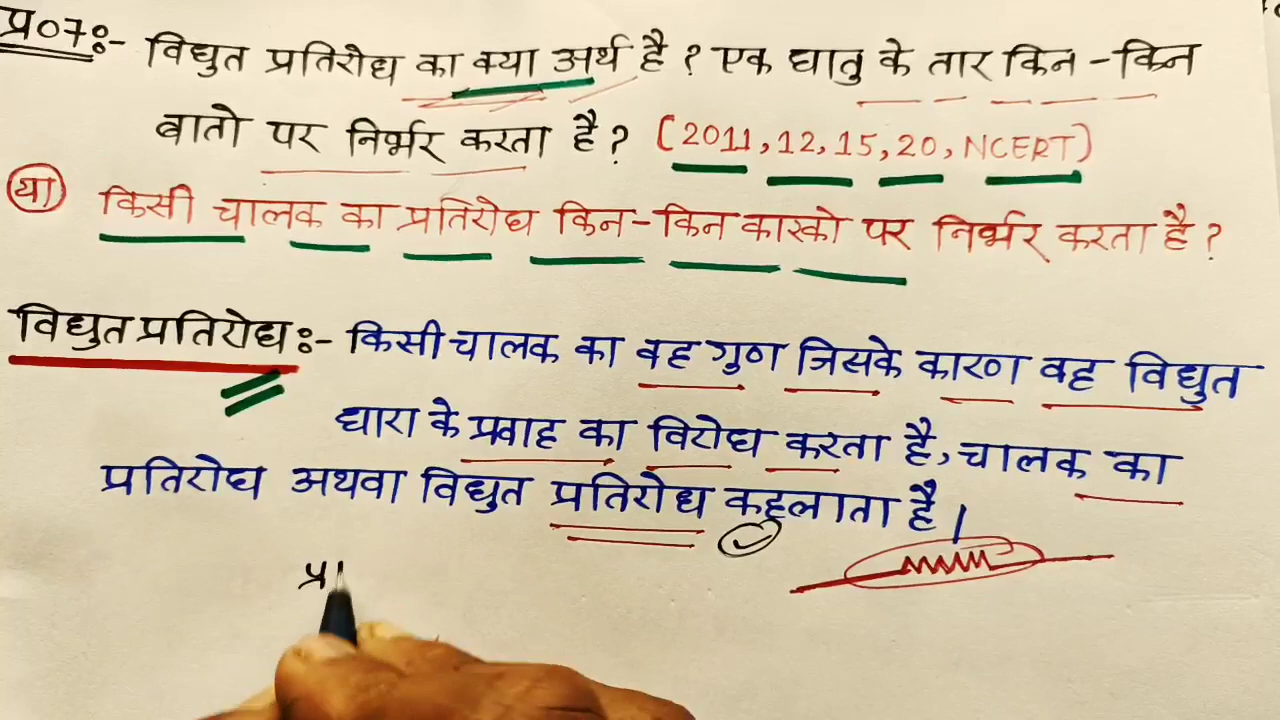 प्र०7ः- विद्युत प्रतिरोध का क्या अर्थ है? एक धातु के तार किन-किन
बातो पर निर्भर करता है? (2011, 12, 15, 20, NCERT)
(या) किसी चालक का प्रतिरोध किन-किन कारको पर निर्भर करता है?
विद्युत प्रतिरोधः- किसी चालक का वह गुण जिसके कारण वह विद्युत
धारा के प्रवाह का विरोध करता है, चालक का
प्रतिरोध अथवा विद्युत प्रतिरोध कहलाता है।